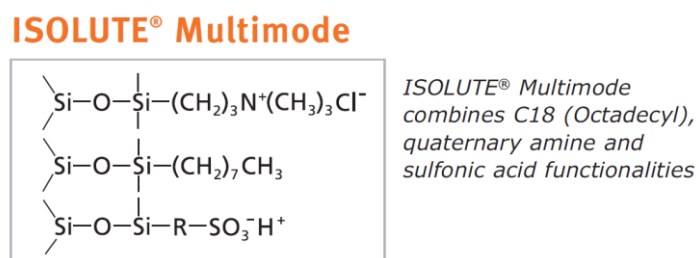 ISOLUTE® Multimode
Si–O–Si–(CH₂)₃N⁺(CH₃)₃Cl⁻
Si–O–Si–(CH₂)₇CH₃
Si–O–Si–R–SO₃⁻H⁺
ISOLUTE® Multimode
combines C18 (Octadecyl),
quaternary amine and
sulfonic acid functionalities